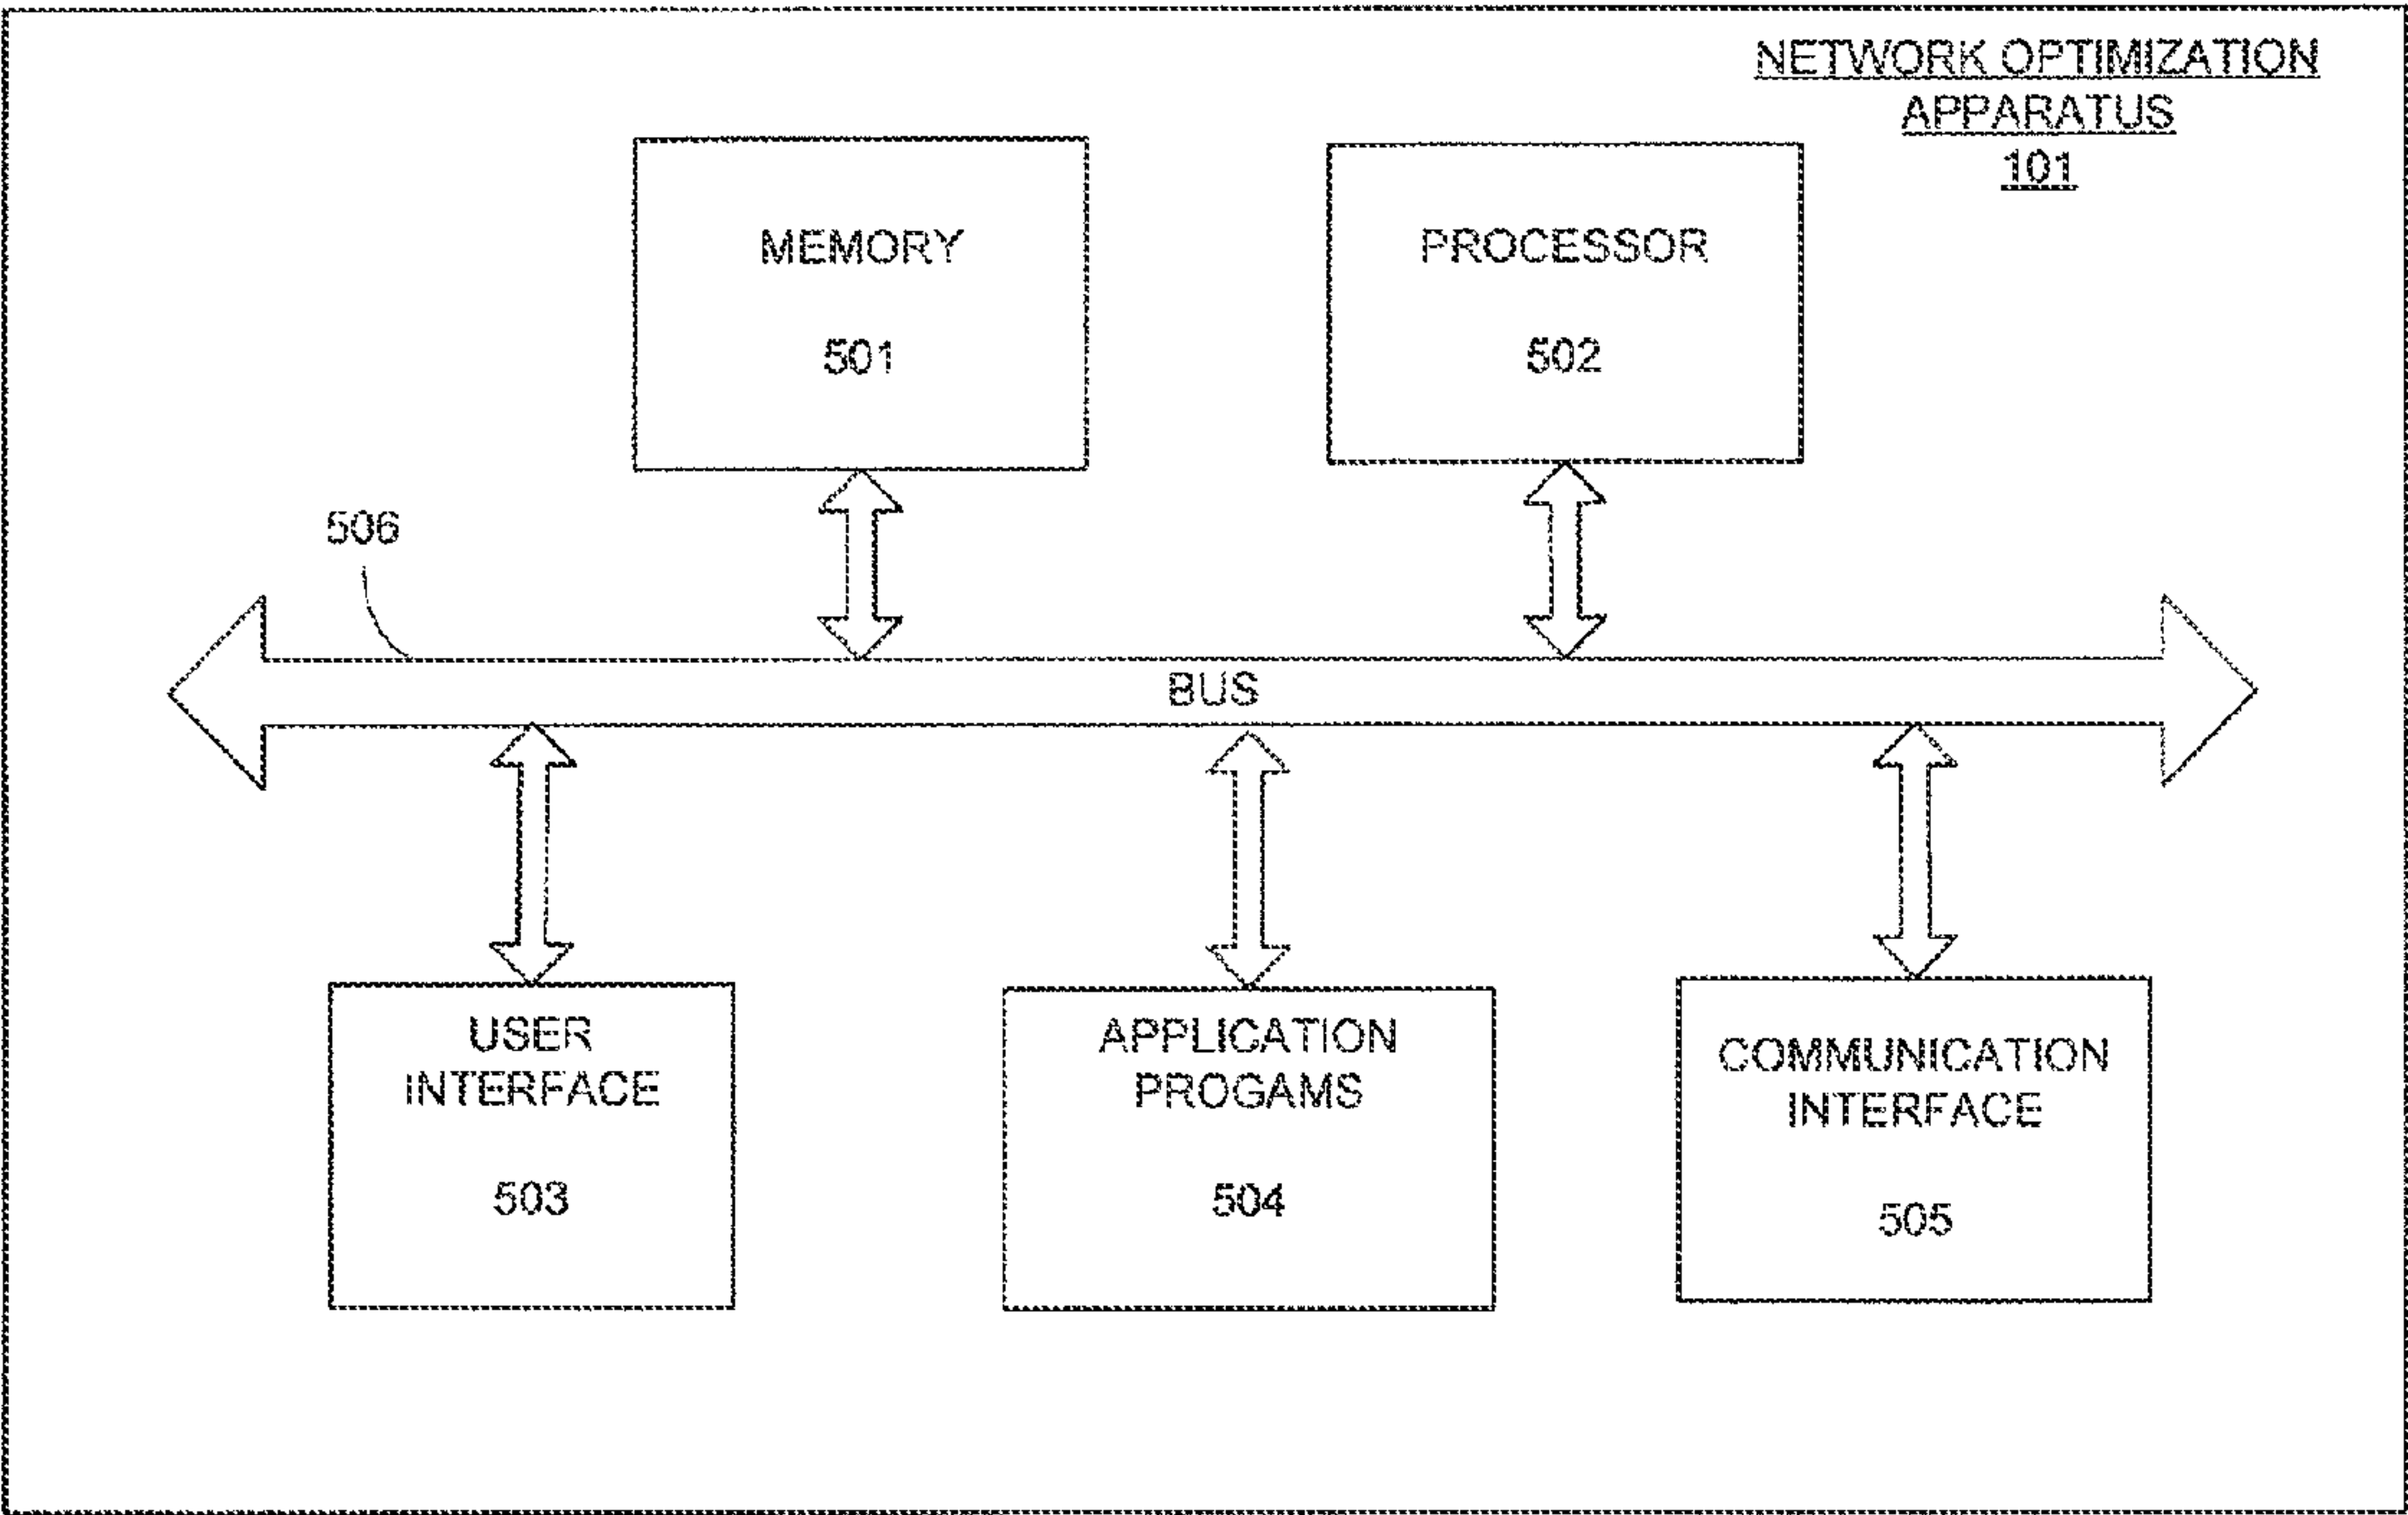 NETWORK OPTIMIZATION
APPARATUS
101
MEMORY
501
PROCESSOR
502
506
BUS
USER
INTERFACE
503
APPLICATION
PROGAMS
504
COMMUNICATION
INTERFACE
505